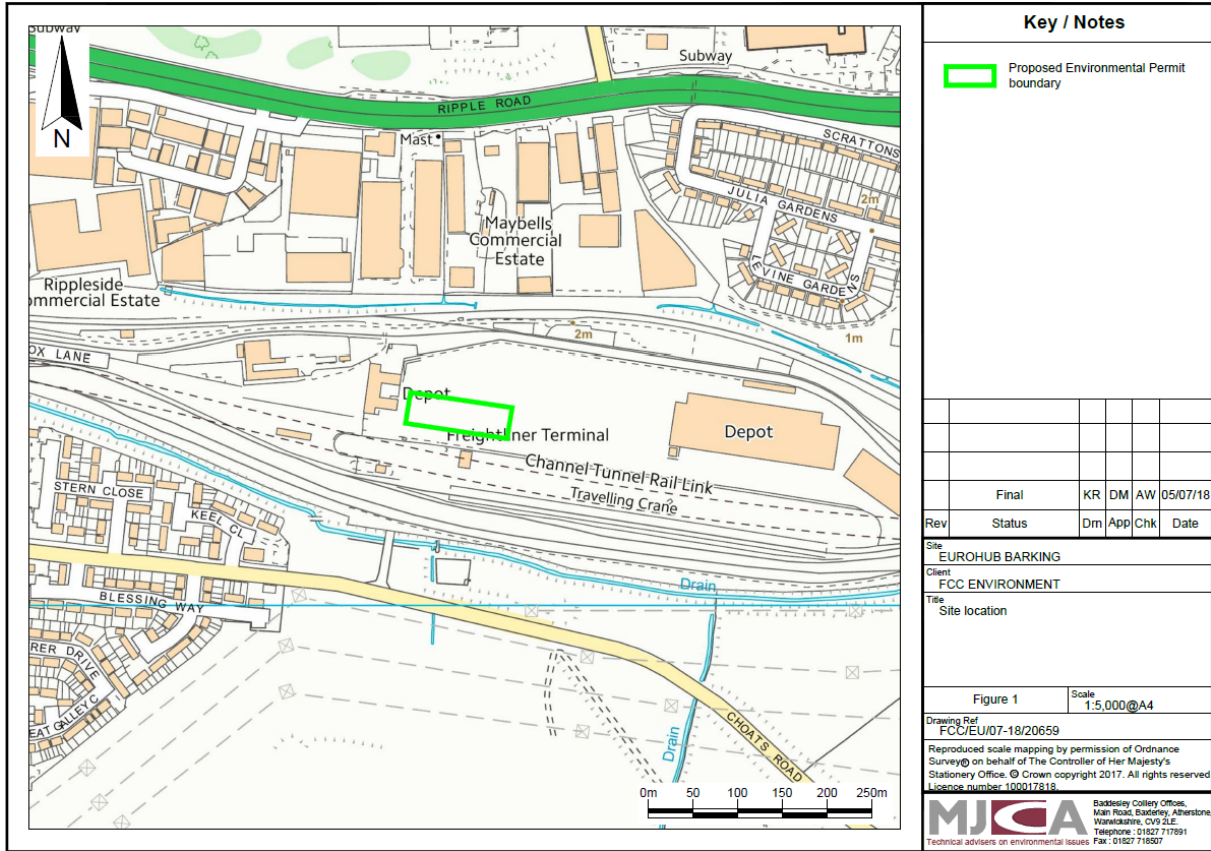 Subway
N
Subway
RIPPLE ROAD
Mast
SCRATTONS
JULIA GARDENS
2m
Maybells
Commercial
Estate
LEVINE GARDENS
Rippleside
ommercial Estate
2m
1m
OX LANE
Depot
Freightliner Terminal
Depot
Channel Tunnel Rail Link
Travelling Crane
STERN CLOSE
KEEL CL
Drain
BLESSING WAY
RER DRIVE
EAT GALLEY C
CHOATS ROAD
Drain
0m 50 100 150 200 250m
Key / Notes
Proposed Environmental Permit
boundary
Final KR DM AW 05/07/18
Rev Status Drn App Chk Date
Site
EUROHUB BARKING
Client
FCC ENVIRONMENT
Title
Site location
Figure 1 Scale
1:5,000@A4
Drawing Ref
FCC/EU/07-18/20659
Reproduced scale mapping by permission of Ordnance
Survey® on behalf of The Controller of Her Majesty's
Stationery Office. © Crown copyright 2017. All rights reserved
Licence number 100017818.
MJCA
Technical advisers on environmental issues
Baddesley Colliery Offices,
Main Road, Baxterley, Atherstone,
Warwickshire, CV9 2LE.
Telephone : 01827 717891
Fax : 01827 718507